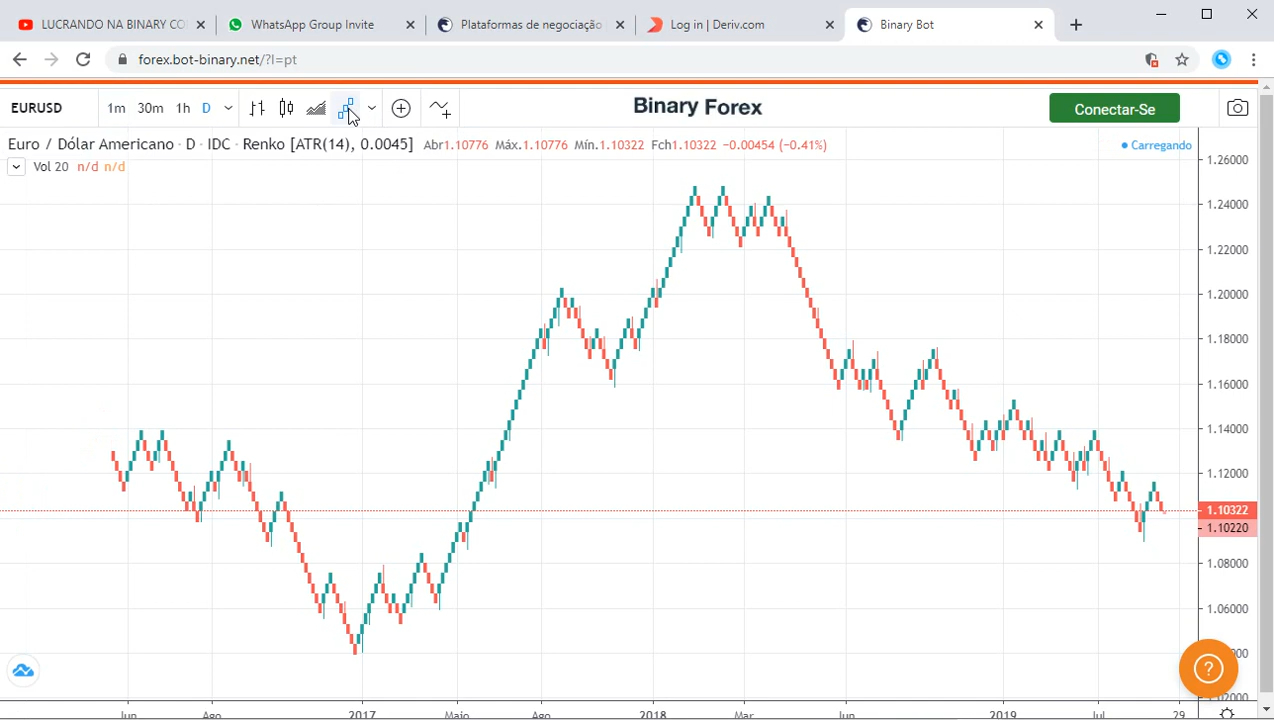 LUCRANDO NA BINARY CO
WhatsApp Group Invite
Plataformas de negociação
Log in | Deriv.com
Binary Bot
forex.bot-binary.net/?l=pt
EURUSD
1m 30m 1h D
Binary Forex
Conectar-Se
Euro / Dólar Americano · D · IDC · Renko [ATR(14), 0.0045] Abr1.10776 Máx.1.10776 Mín.1.10322 Fch1.10322 −0.00454 (−0.41%)
Carregando
Vol 20 n/d n/d
1.26000
1.24000
1.22000
1.20000
1.18000
1.16000
1.14000
1.12000
1.10322
1.10220
1.08000
1.06000
?
Jun Ago 2017 Maio Ago 2018 Mar Jun 2019 Jul 29